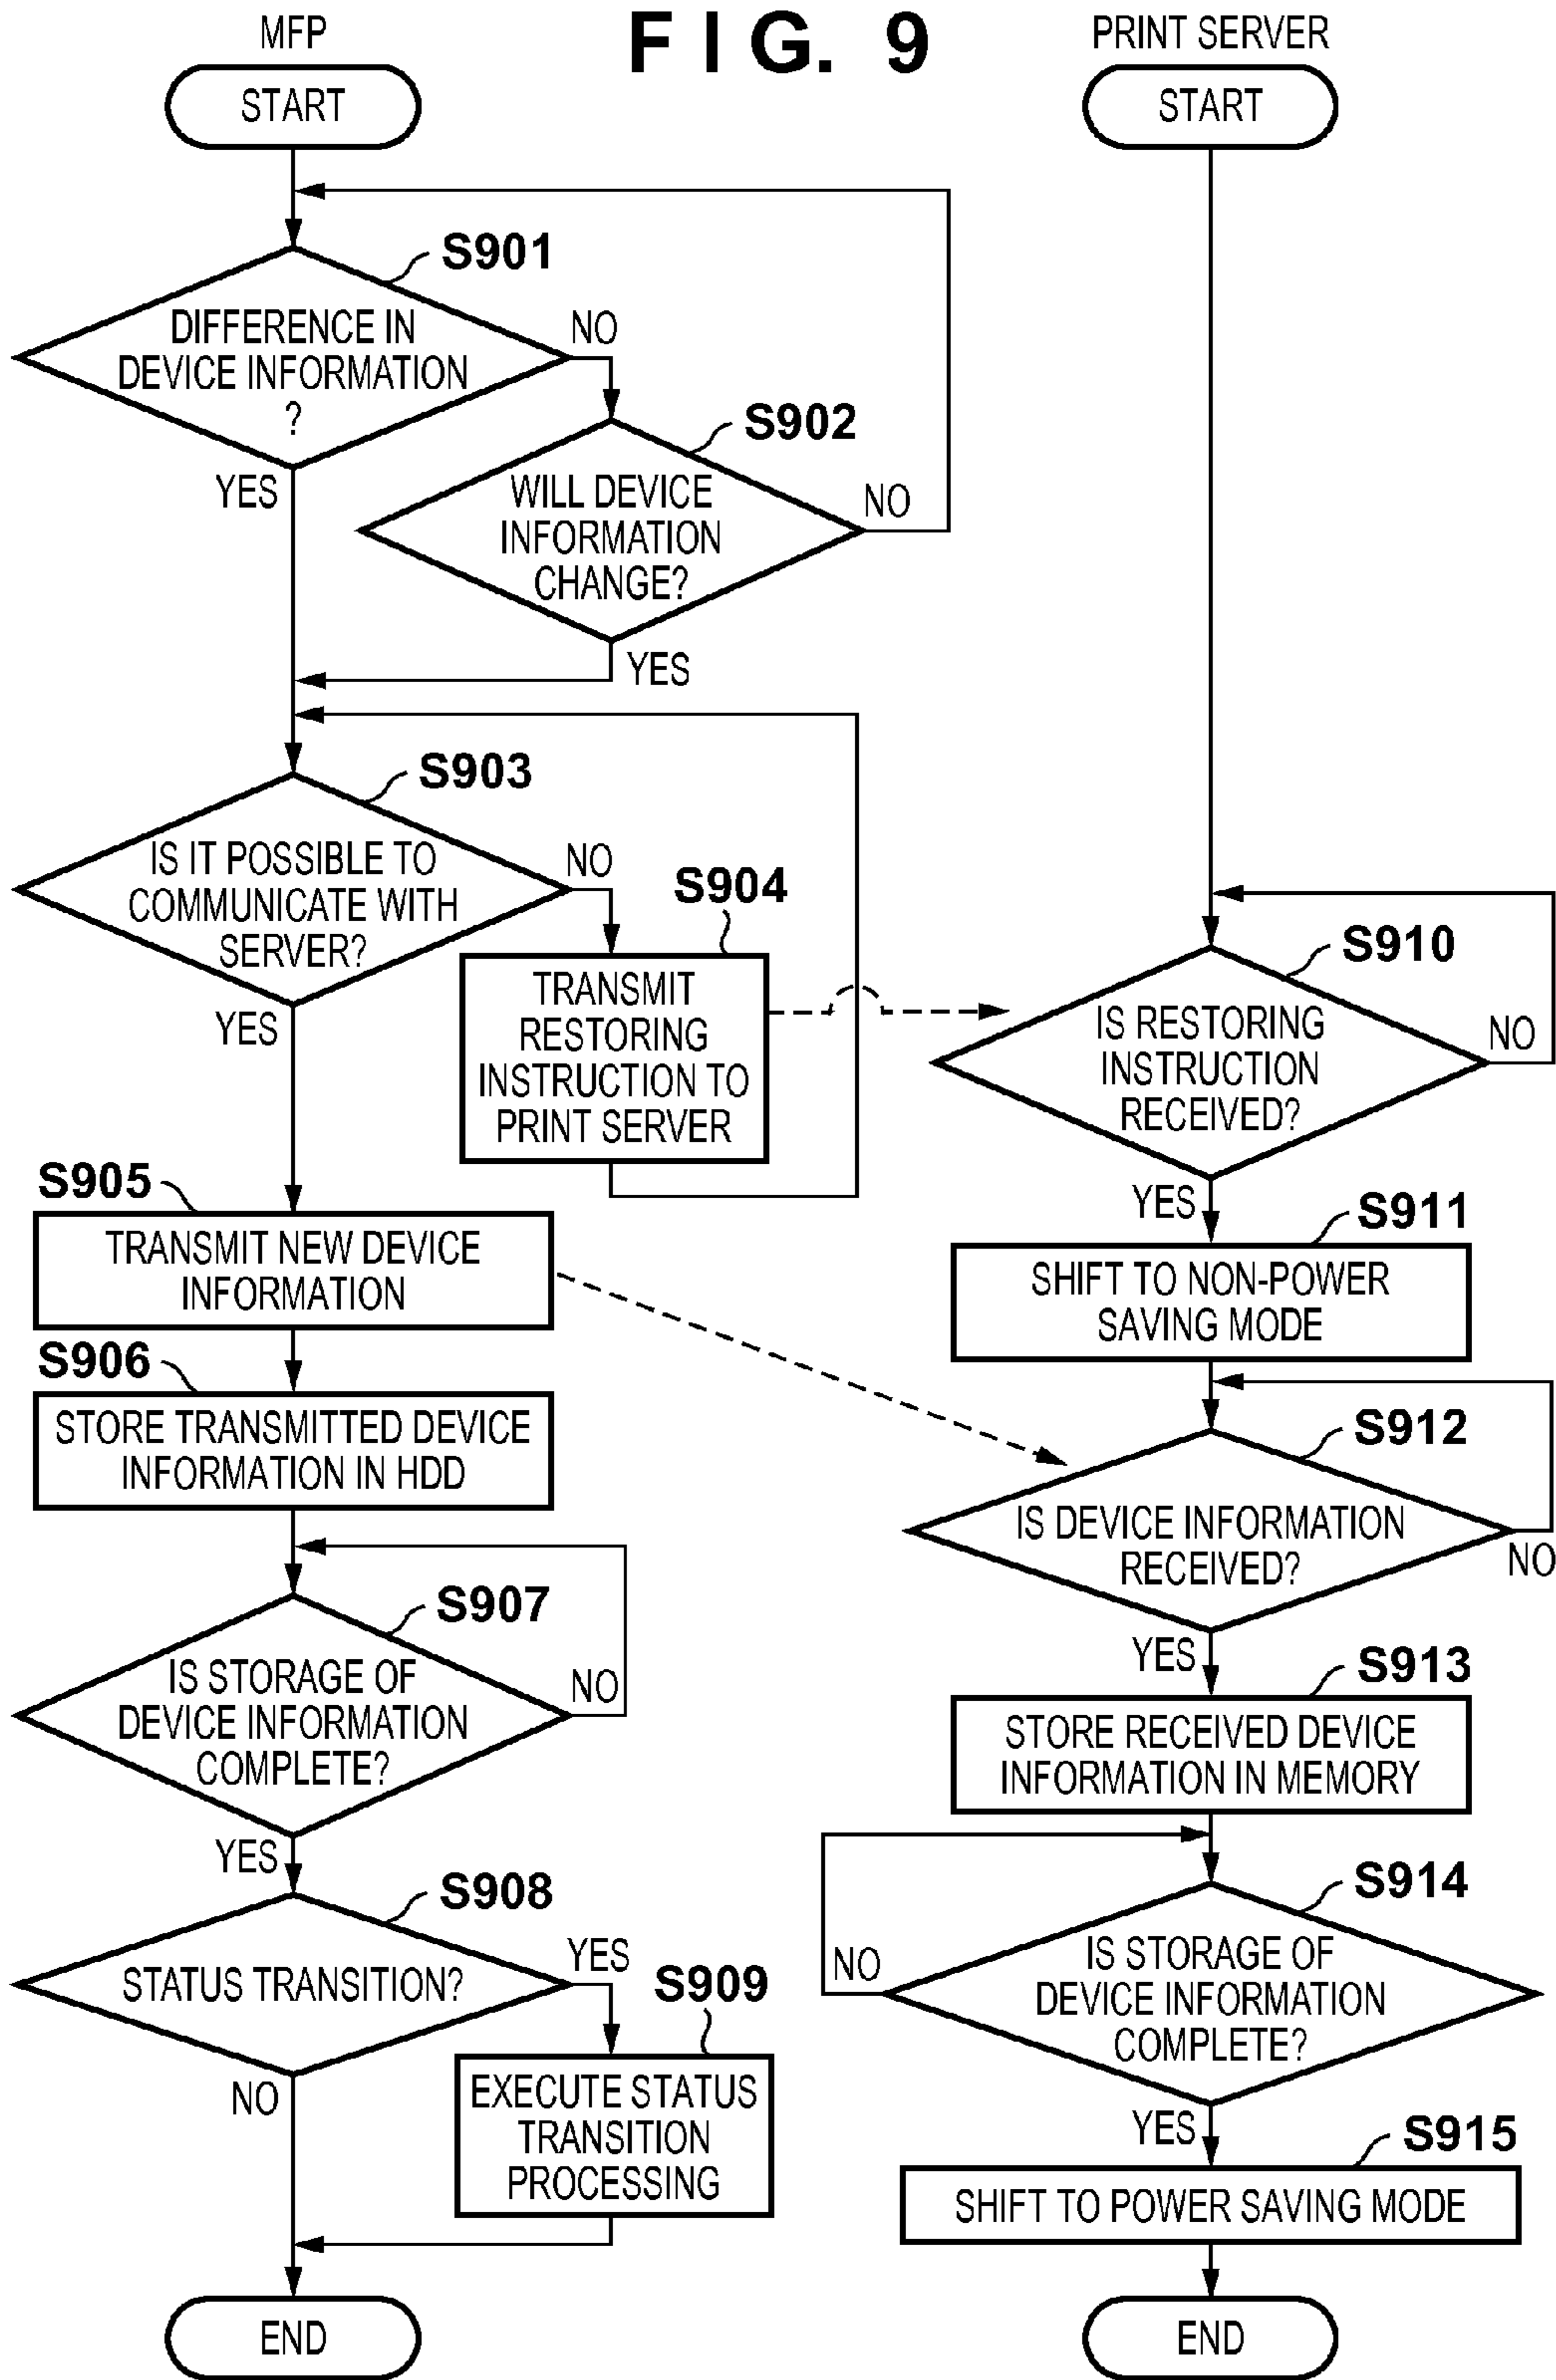 FIG. 9
MFP
START
S901
DIFFERENCE IN
DEVICE INFORMATION
?
NO
YES
S902
WILL DEVICE
INFORMATION
CHANGE?
NO
YES
S903
IS IT POSSIBLE TO
COMMUNICATE WITH
SERVER?
NO
YES
S904
TRANSMIT
RESTORING
INSTRUCTION TO
PRINT SERVER
S905
TRANSMIT NEW DEVICE
INFORMATION
S906
STORE TRANSMITTED DEVICE
INFORMATION IN HDD
S907
IS STORAGE OF
DEVICE INFORMATION
COMPLETE?
NO
YES
S908
STATUS TRANSITION?
YES
NO
S909
EXECUTE STATUS
TRANSITION
PROCESSING
END
PRINT SERVER
START
S910
IS RESTORING
INSTRUCTION
RECEIVED?
NO
YES
S911
SHIFT TO NON-POWER
SAVING MODE
S912
IS DEVICE INFORMATION
RECEIVED?
NO
YES
S913
STORE RECEIVED DEVICE
INFORMATION IN MEMORY
S914
IS STORAGE OF
DEVICE INFORMATION
COMPLETE?
NO
YES
S915
SHIFT TO POWER SAVING MODE
END